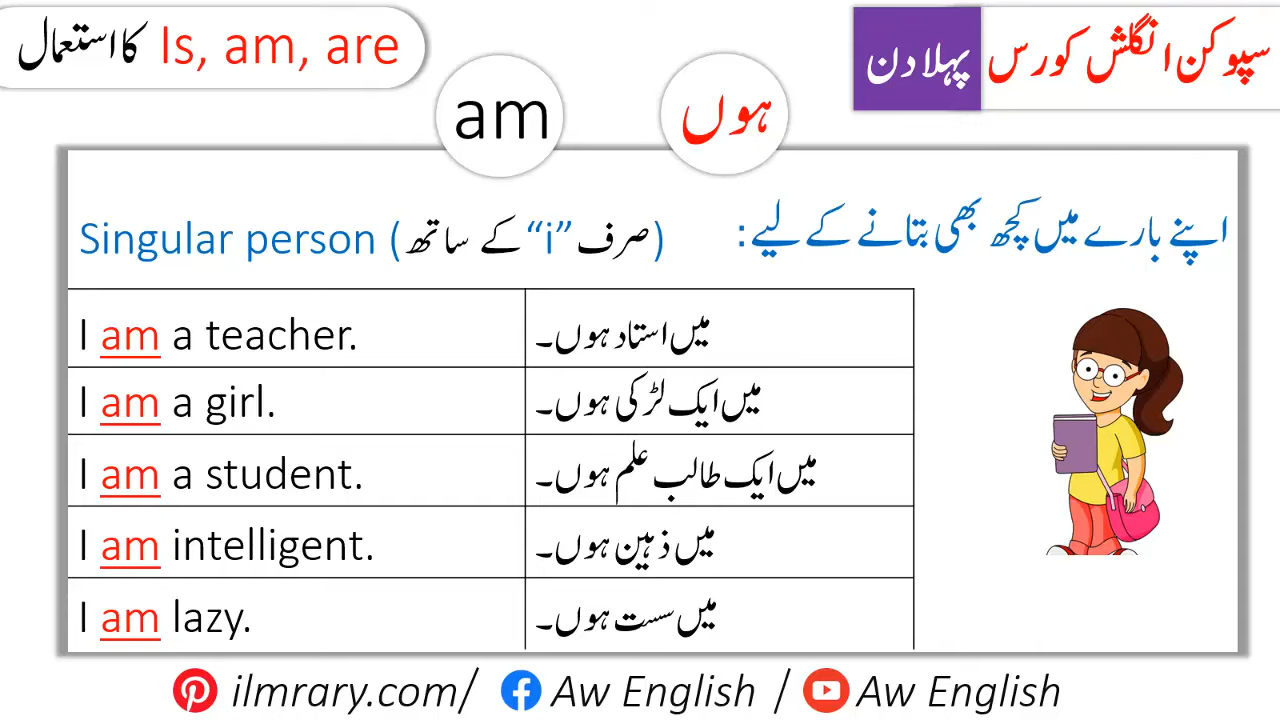 Is, am, are کا استعمال
سپوکن انگلش کورس پہلا دن
am
ہوں
Singular person (صرف “i” کے ساتھ)
اپنے بارے میں کچھ بھی بتانے کے لیے:
I am a teacher. میں استاد ہوں۔
I am a girl. میں ایک لڑکی ہوں۔
I am a student. میں ایک طالب علم ہوں۔
I am intelligent. میں ذہین ہوں۔
I am lazy. میں سست ہوں۔
ilmrary.com/ Aw English / Aw English